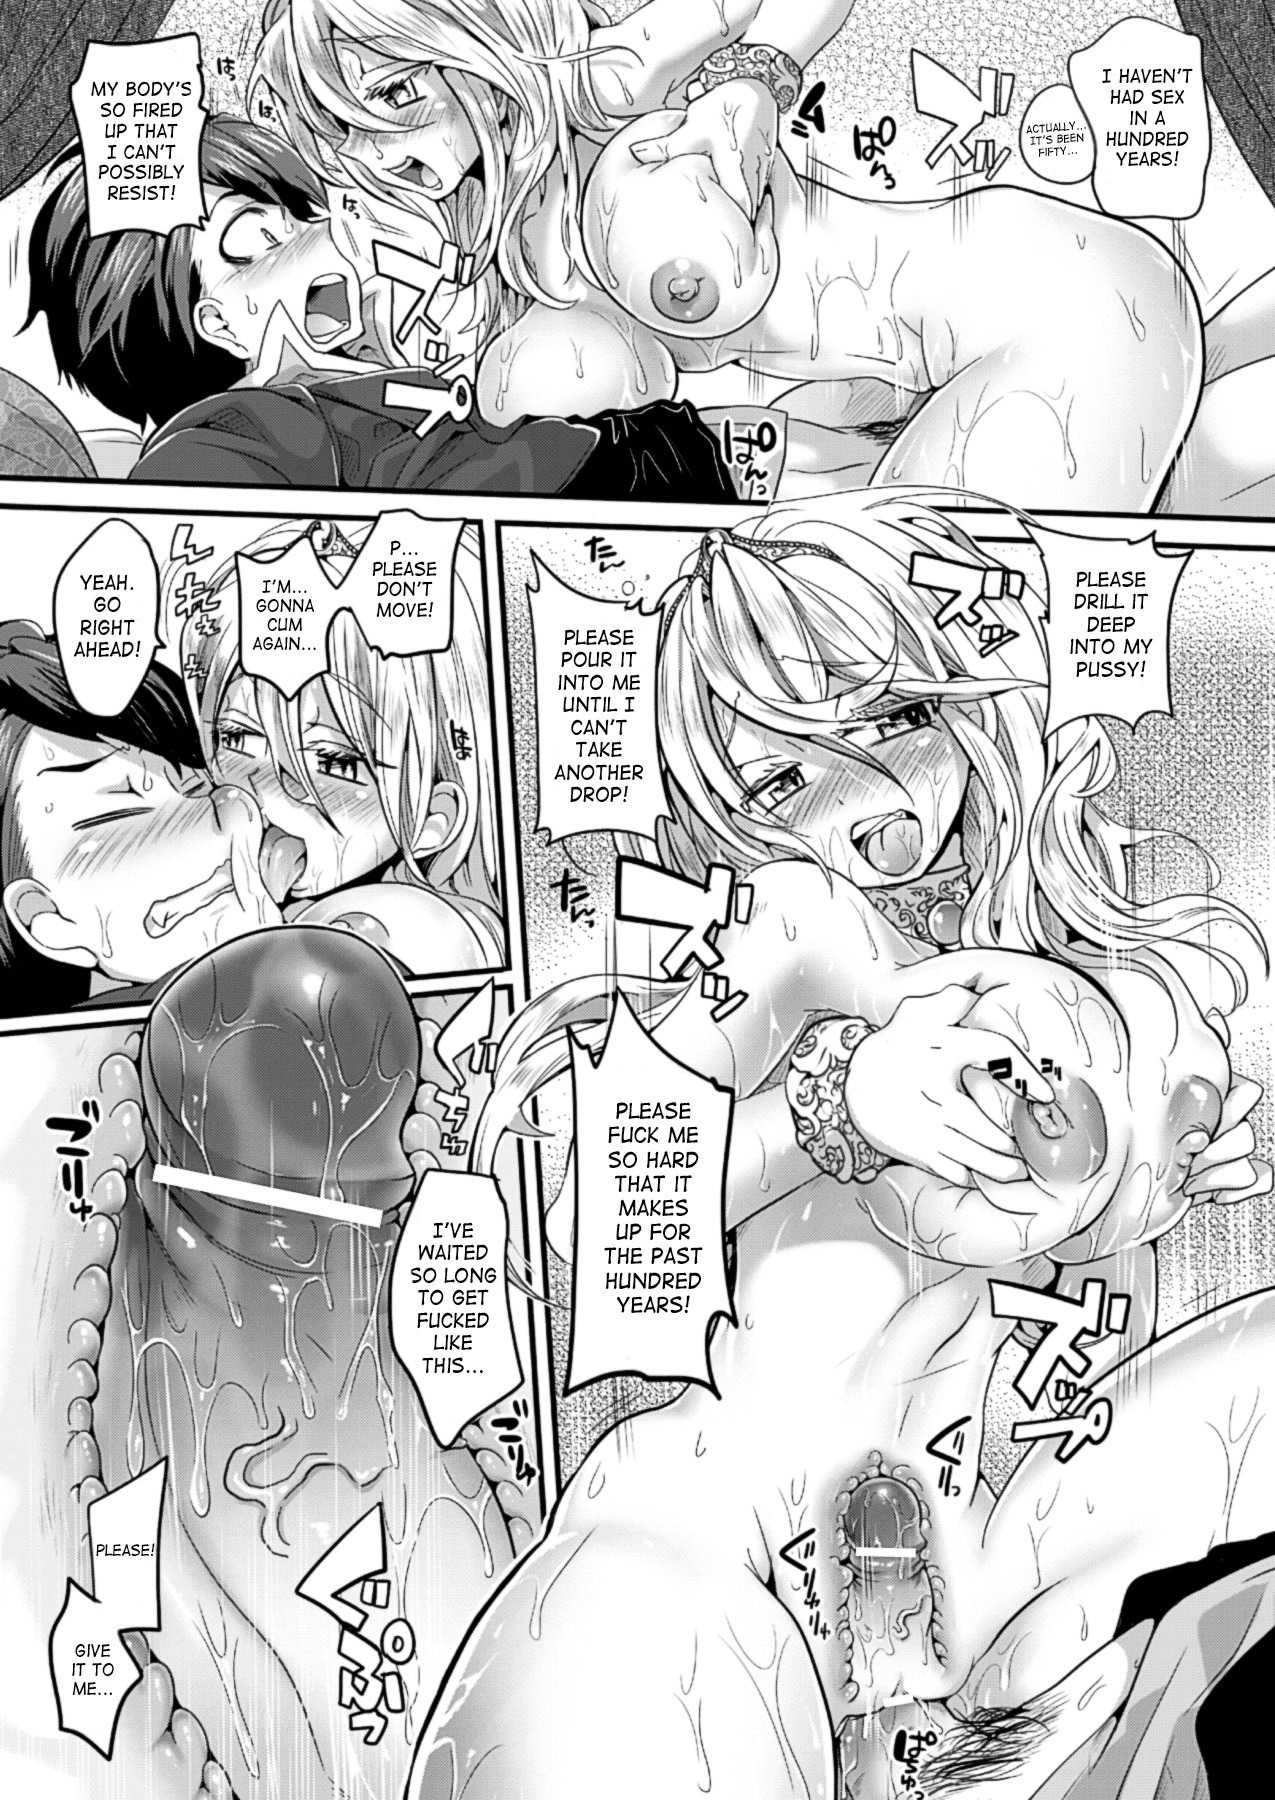 I HAVEN'T
HAD SEX
IN A
HUNDRED
YEARS!
ACTUALLY...
IT'S BEEN
FIFTY...
MY BODY'S
SO FIRED
UP THAT
I CAN'T
POSSIBLY
RESIST!
PLEASE
DRILL IT
DEEP
INTO MY
PUSSY!
PLEASE
POUR IT
INTO ME
UNTIL I
CAN'T
TAKE
ANOTHER
DROP!
PLEASE
FUCK ME
SO HARD
THAT IT
MAKES
UP FOR
THE PAST
HUNDRED
YEARS!
P...
PLEASE
DON'T
MOVE!
I'M...
GONNA
CUM
AGAIN...
YEAH.
GO
RIGHT
AHEAD!
I'VE
WAITED
SO LONG
TO GET
FUCKED
LIKE
THIS...
PLEASE!
GIVE
IT TO
ME...